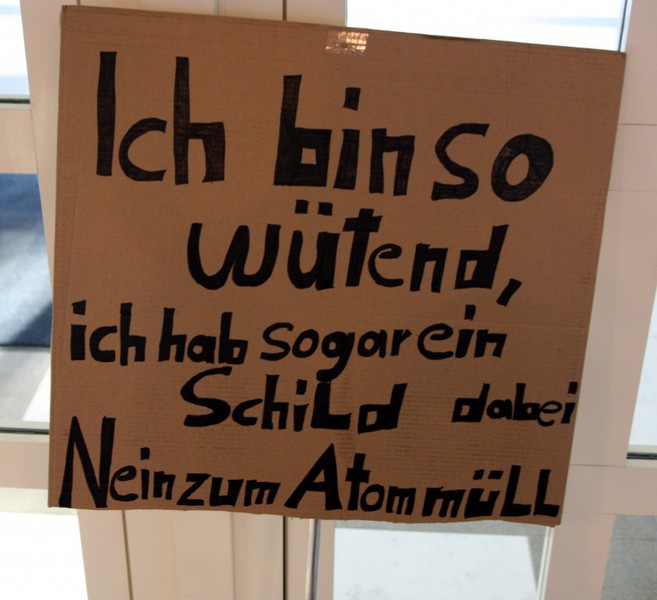 Ich bin so
wütend,
ich hab sogar ein
Schild dabei
Nein zum Atommüll